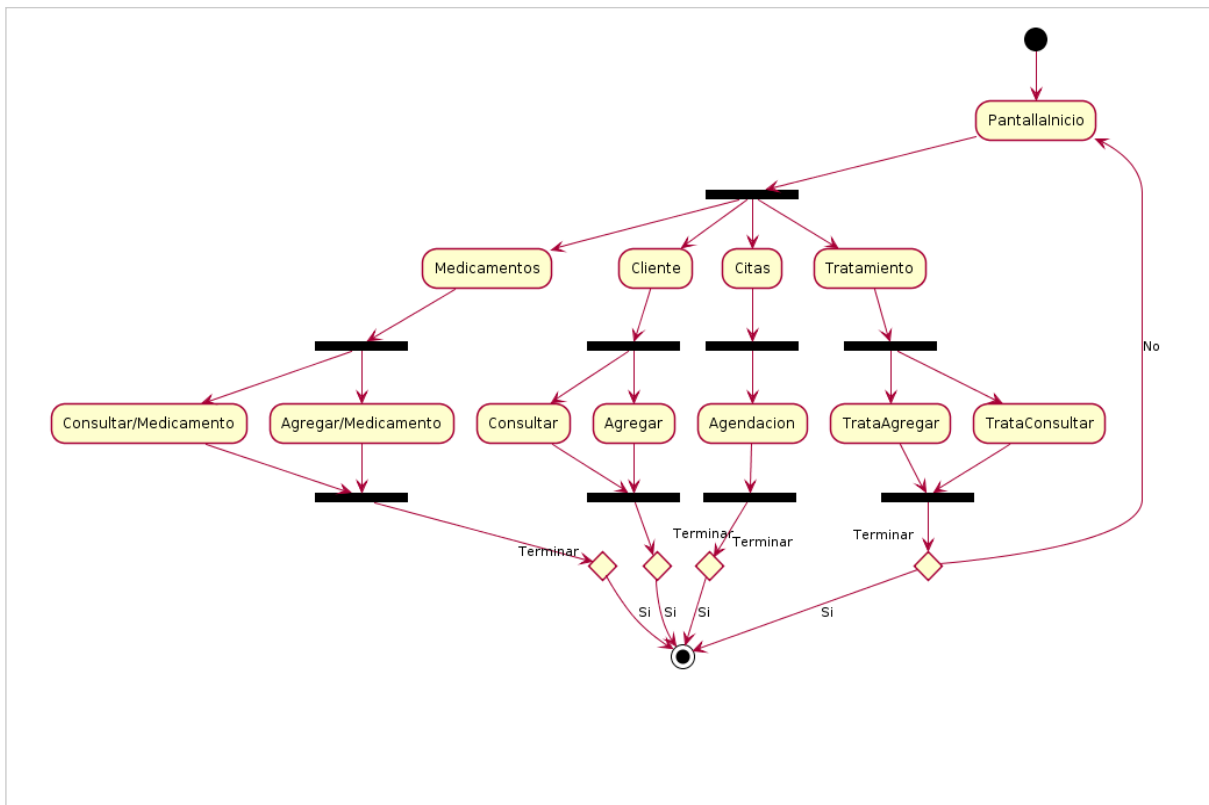 PantallaInicio
Medicamentos
Cliente
Citas
Tratamiento
No
Consultar/Medicamento
Agregar/Medicamento
Consultar
Agregar
Agendacion
TrataAgregar
TrataConsultar
Terminar
Terminar
Terminar
Terminar
Si
Si
Si
Si